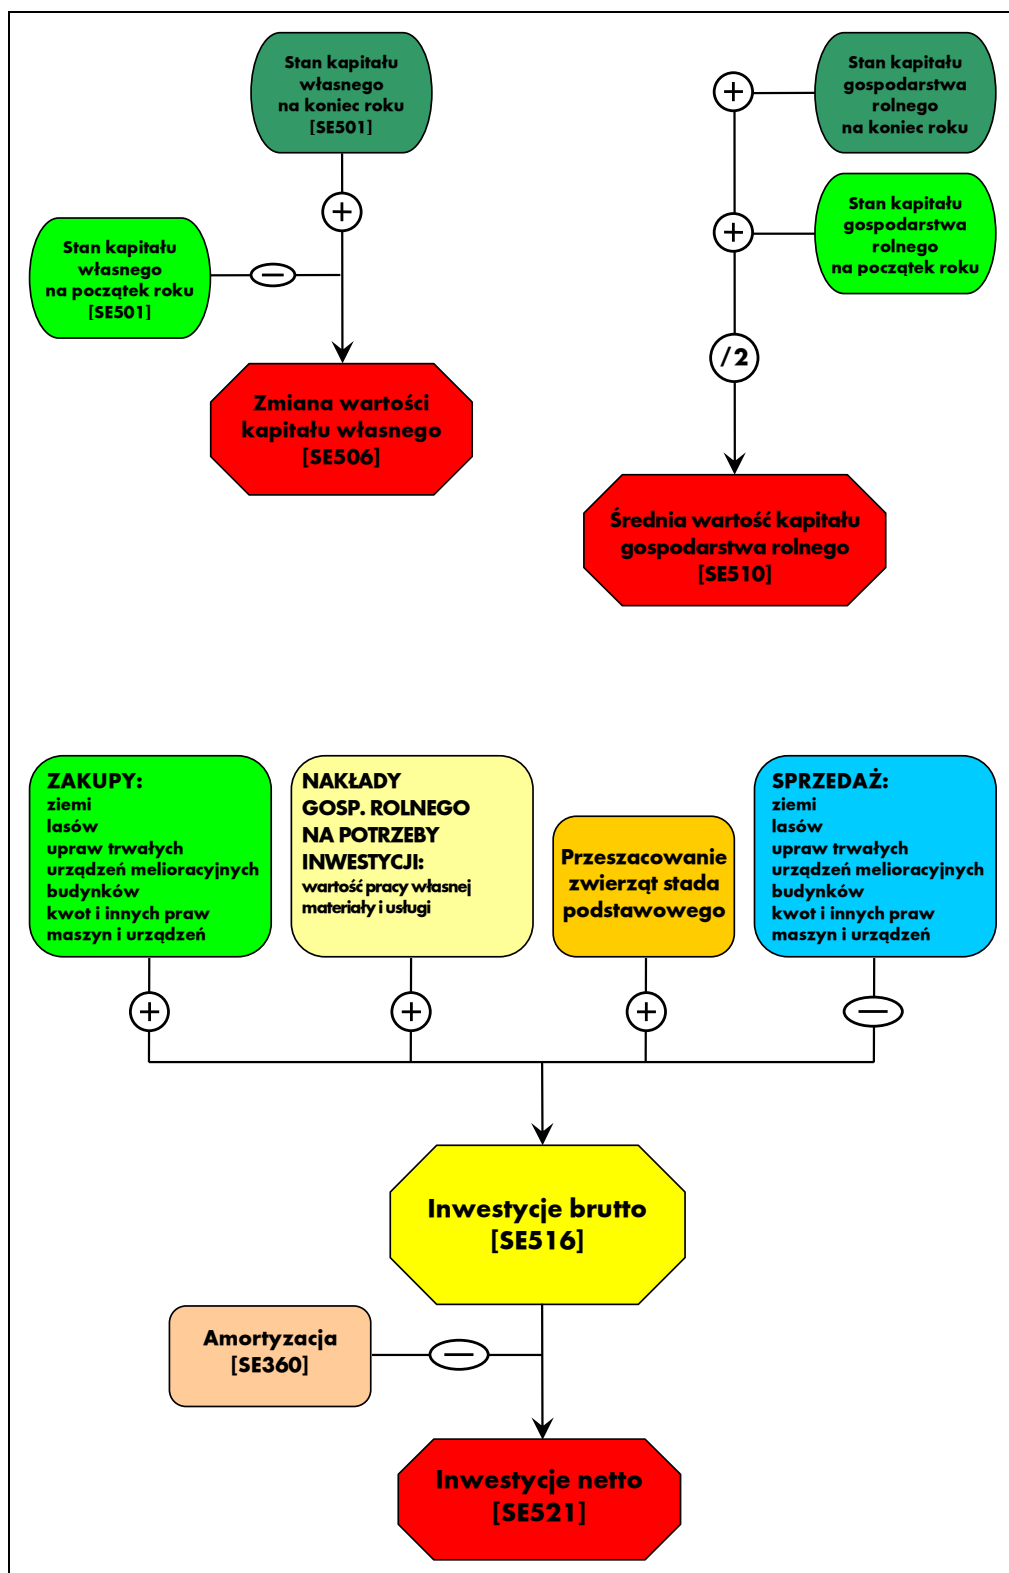 Stan kapitału
własnego
na koniec roku
[SE501]
+
Stan kapitału
własnego
na początek roku
[SE501]
−
Zmiana wartości
kapitału własnego
[SE506]
Stan kapitału
gospodarstwa
rolnego
na koniec roku
+
Stan kapitału
gospodarstwa
rolnego
na początek roku
+
/2
Średnia wartość kapitału
gospodarstwa rolnego
[SE510]
ZAKUPY:
ziemi
lasów
upraw trwałych
urządzeń melioracyjnych
budynków
kwot i innych praw
maszyn i urządzeń
NAKŁADY
GOSP. ROLNEGO
NA POTRZEBY
INWESTYCJI:
wartość pracy własnej
materiały i usługi
Przeszacowanie
zwierząt stada
podstawowego
SPRZEDAŻ:
ziemi
lasów
upraw trwałych
urządzeń melioracyjnych
budynków
kwot i innych praw
maszyn i urządzeń
+
+
+
−
Inwestycje brutto
[SE516]
Amortyzacja
[SE360]
−
Inwestycje netto
[SE521]